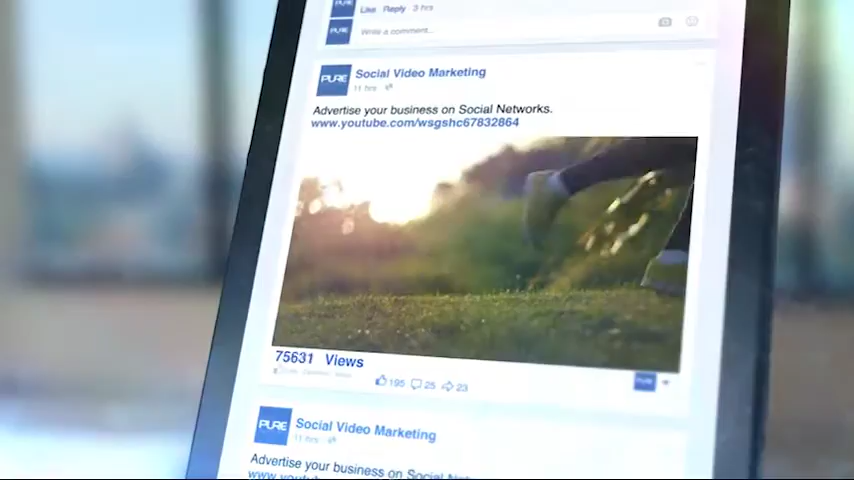 PURE
Like Reply 3 hrs
PURE
Write a comment...
PURE
Social Video Marketing
11 hrs
Advertise your business on Social Networks.
www.youtube.com/wsgshc67832864
75631 Views
195 25 23
PURE
PURE
Social Video Marketing
11 hrs
Advertise your business on Social